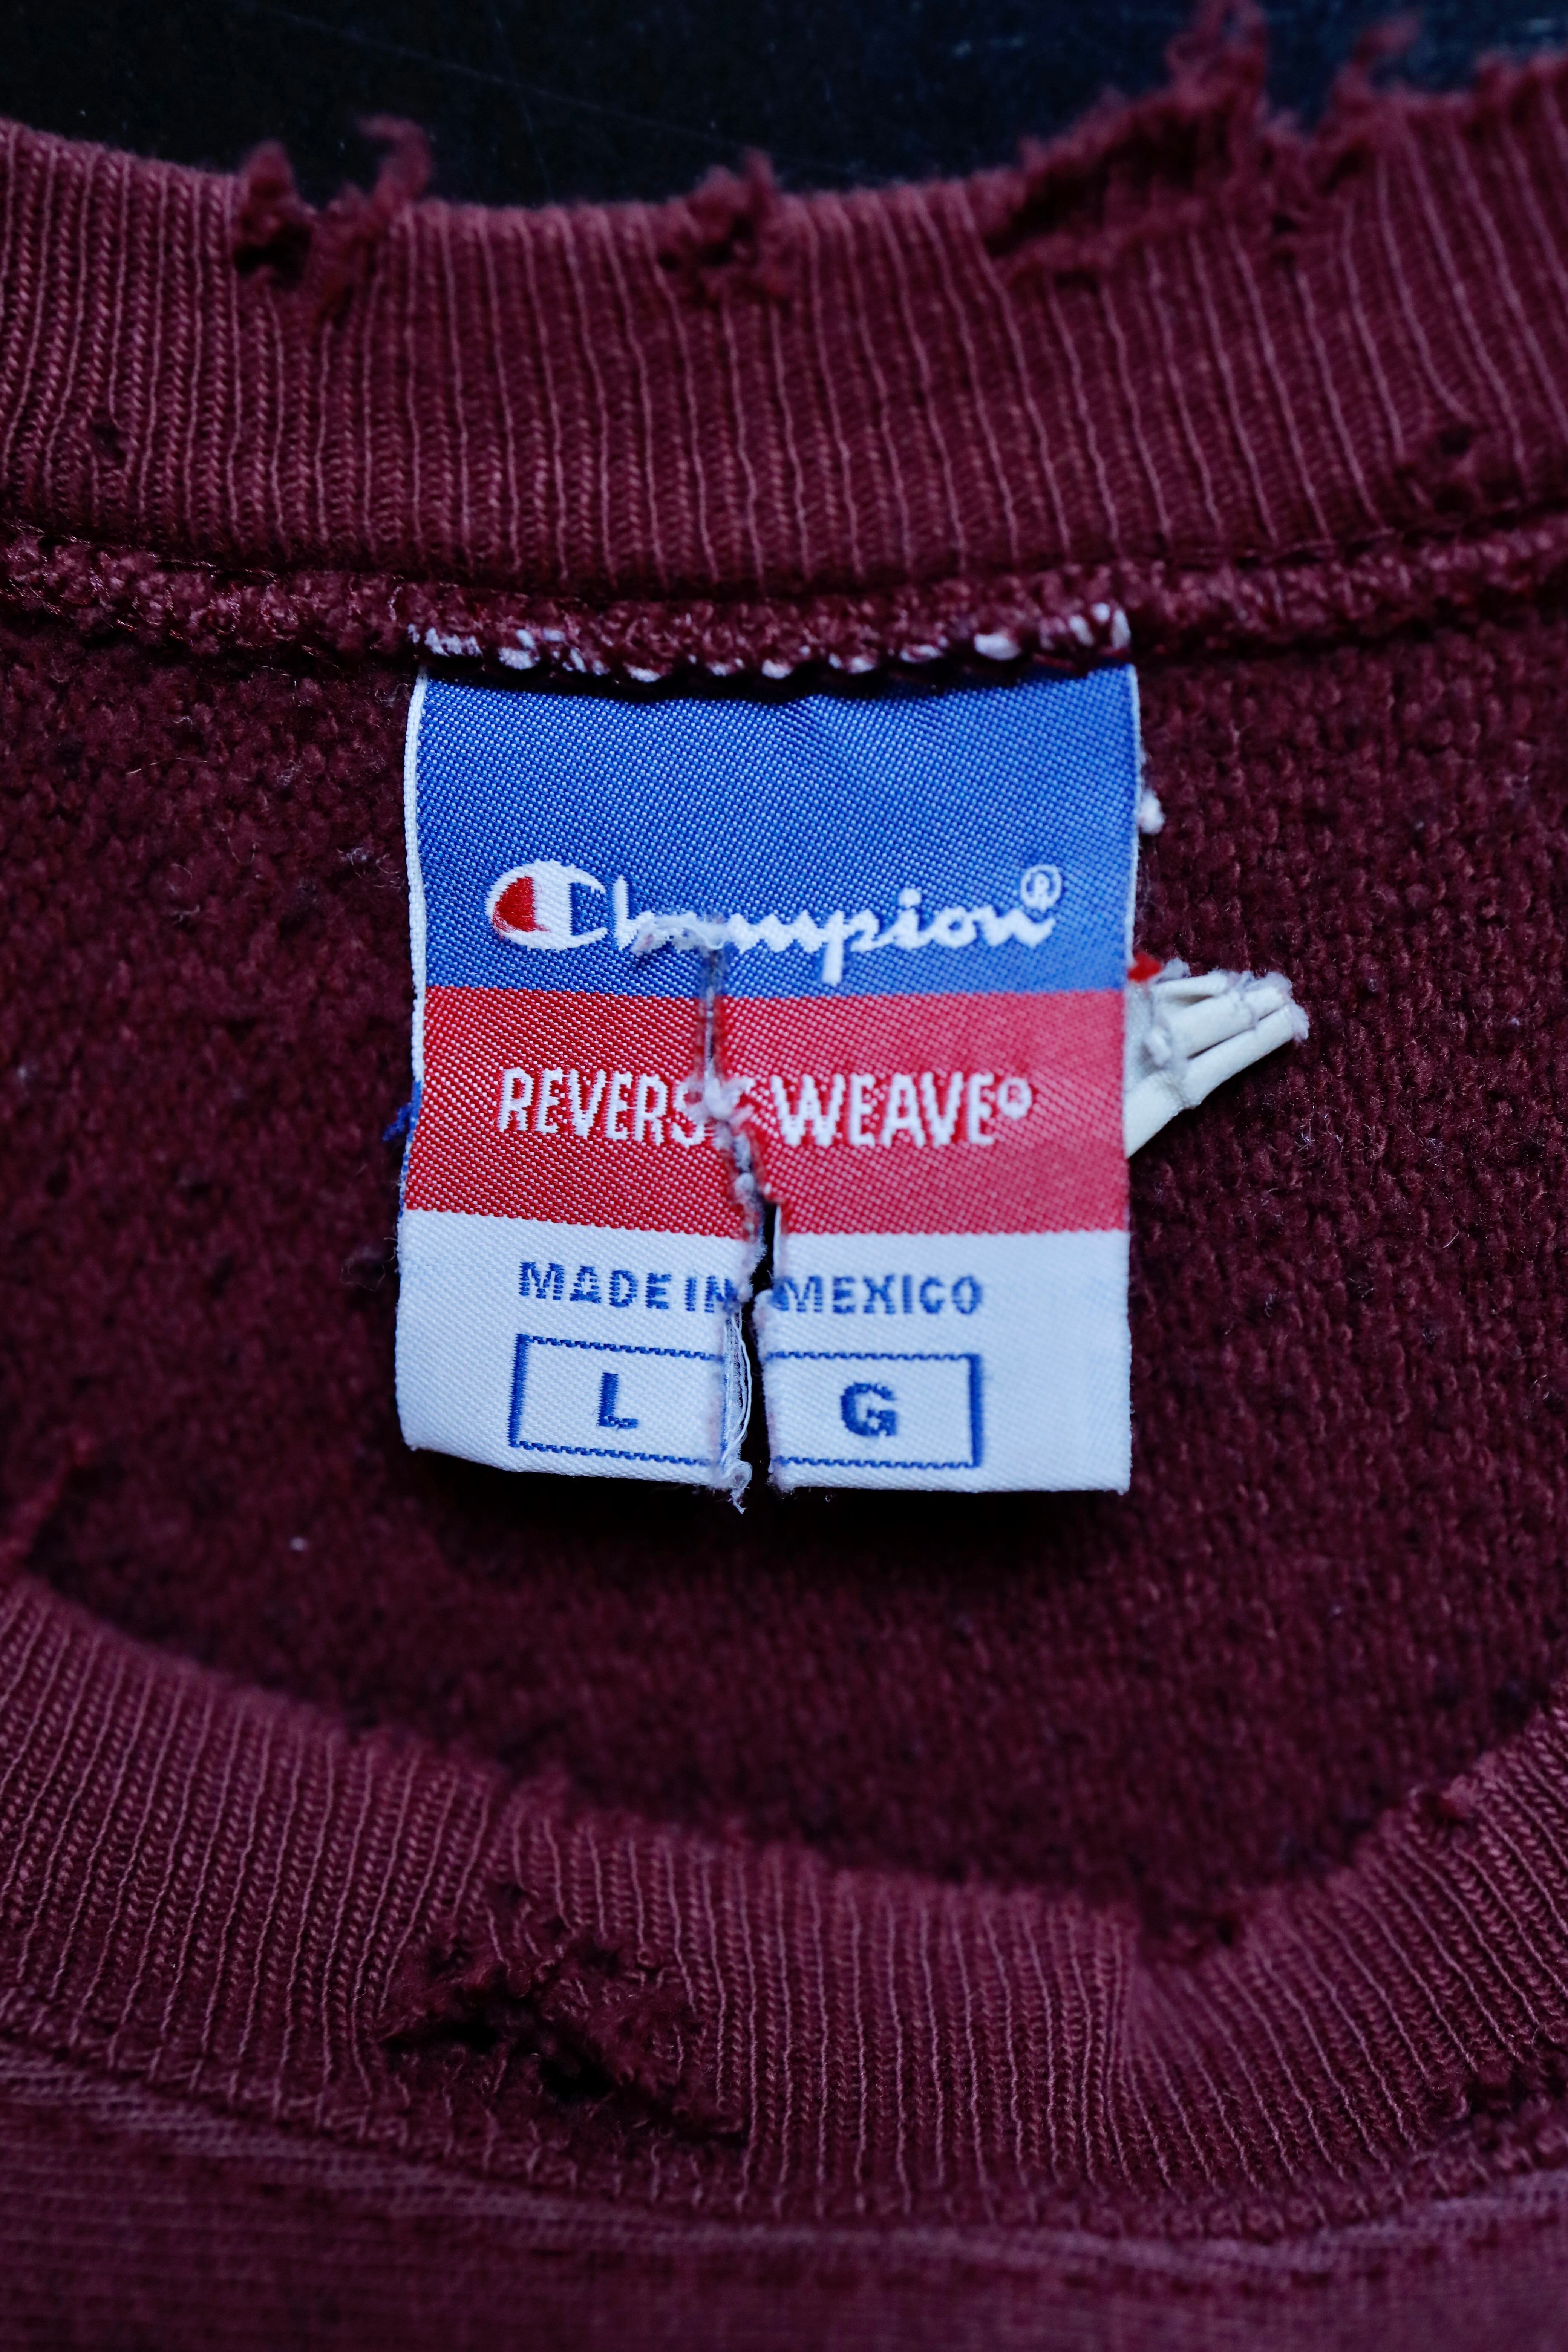 Champion®
REVERSE WEAVE®
MADE IN MEXICO
L G